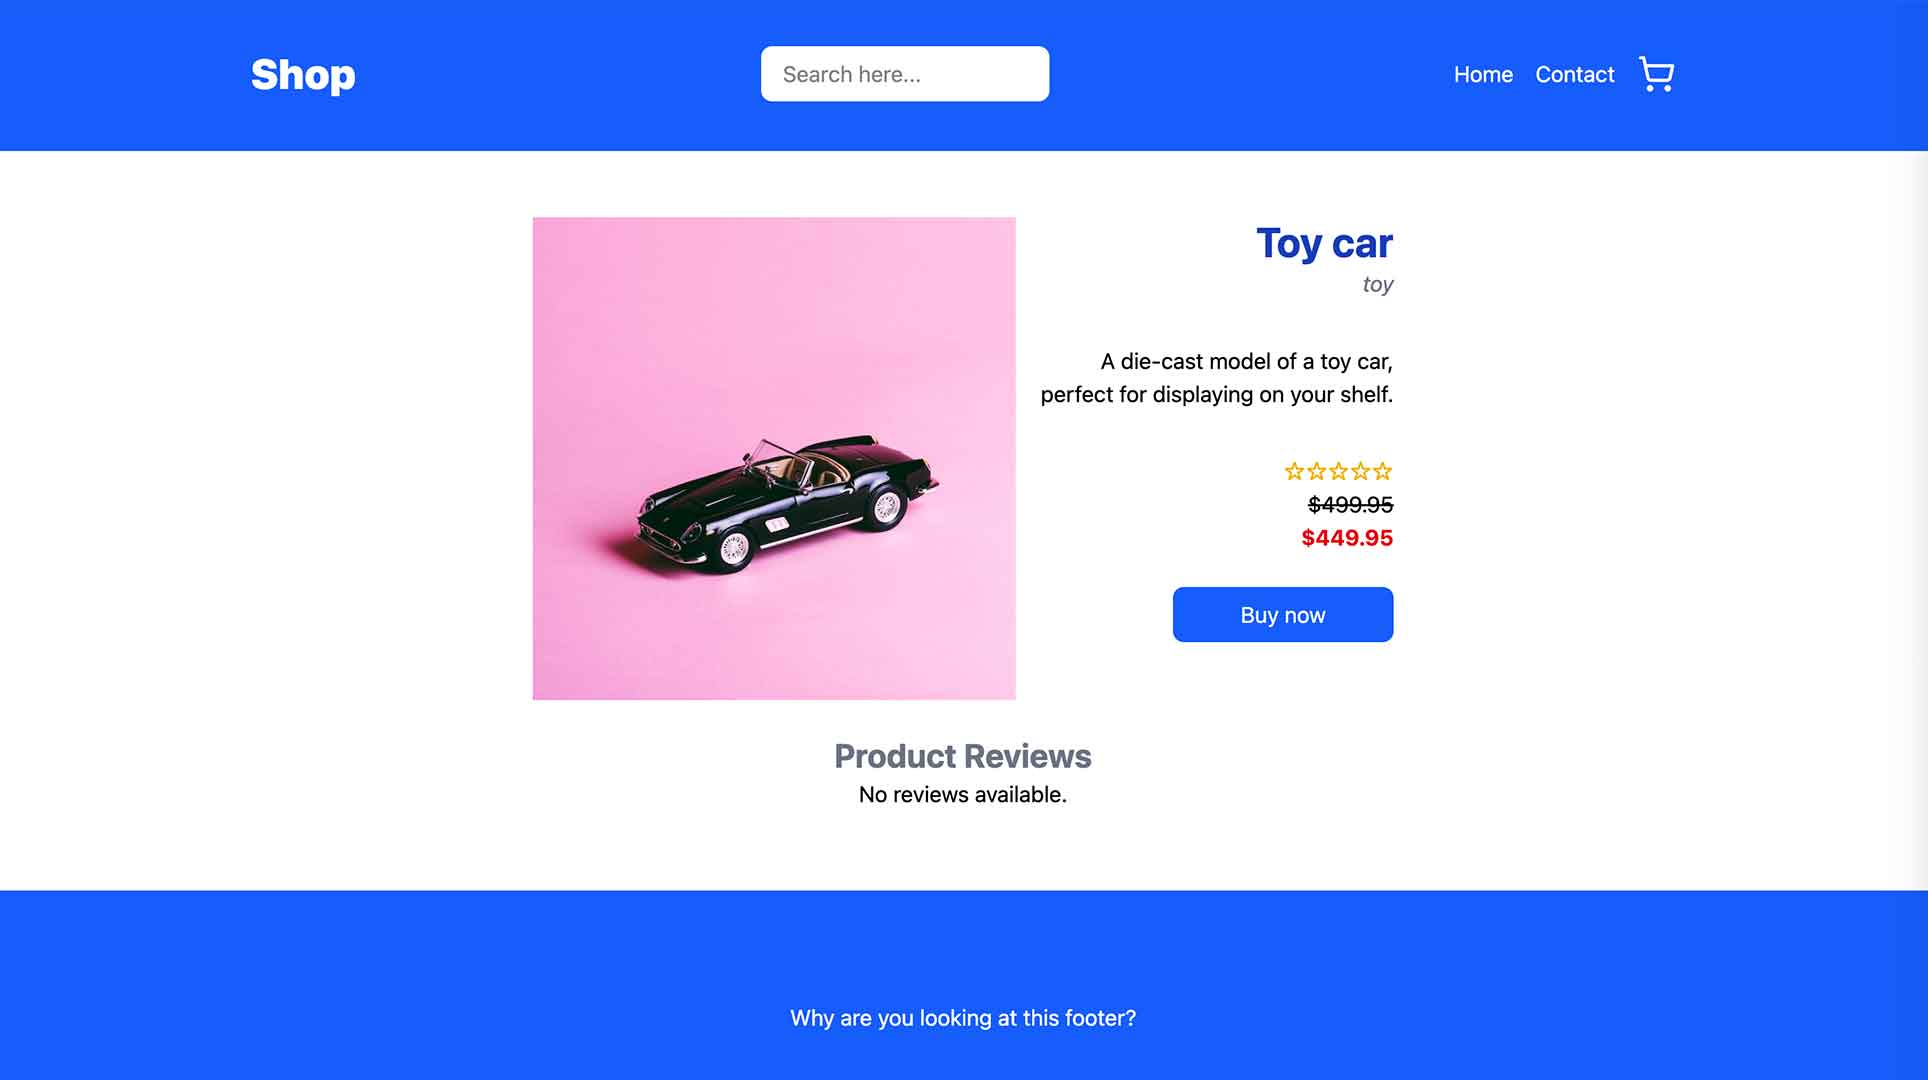 Shop
Search here...
Home
Contact
Toy car
toy
A die-cast model of a toy car,
perfect for displaying on your shelf.
$499.95
$449.95
Buy now
Product Reviews
No reviews available.
Why are you looking at this footer?